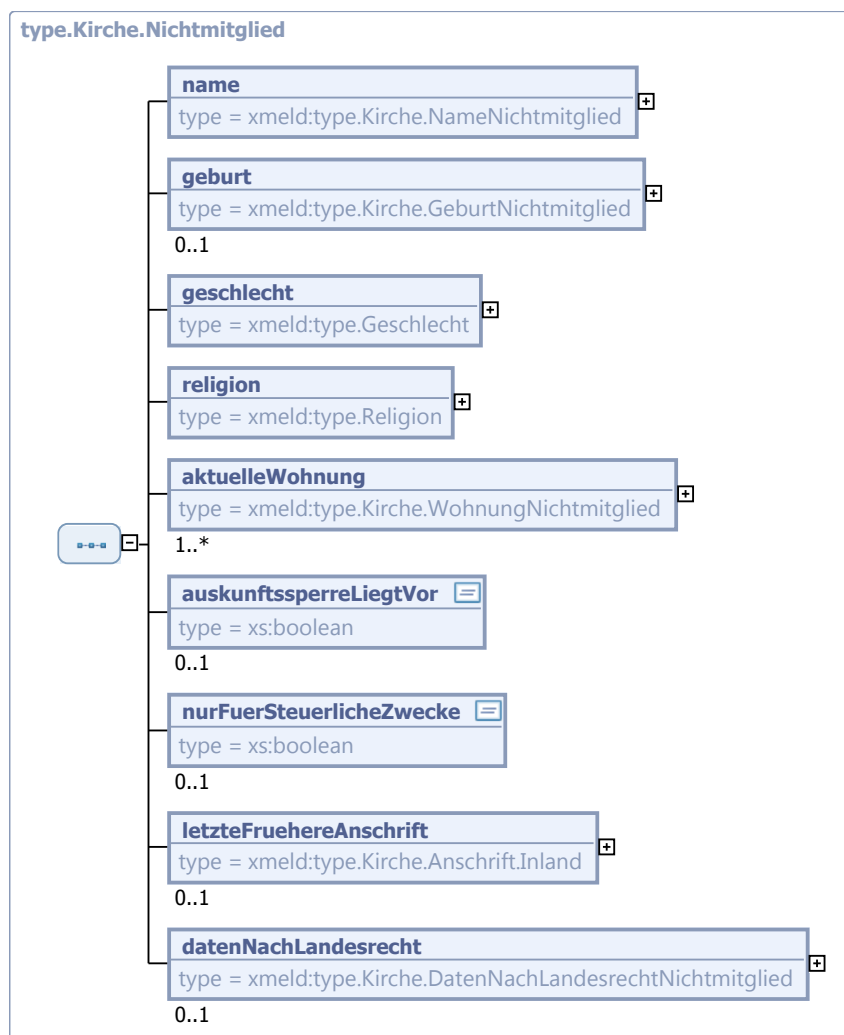 type.Kirche.Nichtmitglied
name
type = xmeld:type.Kirche.NameNichtmitglied
geburt
type = xmeld:type.Kirche.GeburtNichtmitglied
0..1
geschlecht
type = xmeld:type.Geschlecht
religion
type = xmeld:type.Religion
aktuelleWohnung
type = xmeld:type.Kirche.WohnungNichtmitglied
1..*
auskunftssperreLiegtVor
type = xs:boolean
0..1
nurFuerSteuerlicheZwecke
type = xs:boolean
0..1
letzteFruehereAnschrift
type = xmeld:type.Kirche.Anschrift.Inland
0..1
datenNachLandesrecht
type = xmeld:type.Kirche.DatenNachLandesrechtNichtmitglied
0..1